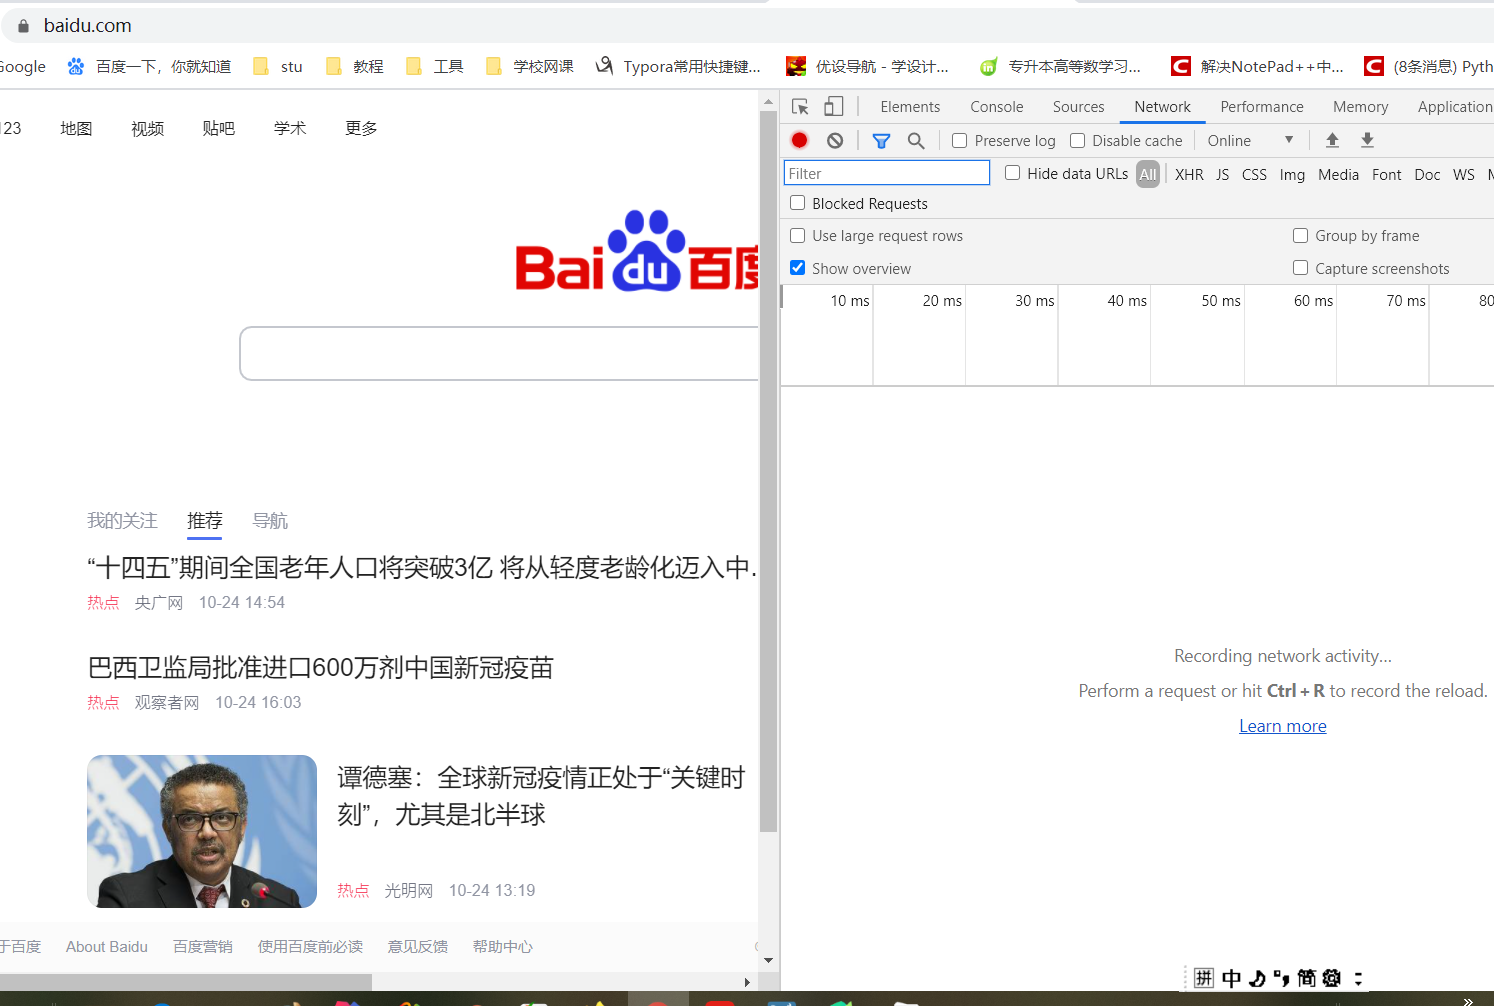 baidu.com
Google 百度一下，你就知道 stu 教程 工具 学校网课 Typora常用快捷键... 优设导航 - 学设计... 专升本高等数学习... 解决NotePad++中... (8条消息) Pyth
123 地图 视频 贴吧 学术 更多
Bai du 百度
我的关注 推荐 导航
“十四五”期间全国老年人口将突破3亿 将从轻度老龄化迈入中.
热点 央广网 10-24 14:54
巴西卫监局批准进口600万剂中国新冠疫苗
热点 观察者网 10-24 16:03
谭德塞：全球新冠疫情正处于“关键时
刻”，尤其是北半球
热点 光明网 10-24 13:19
于百度 About Baidu 百度营销 使用百度前必读 意见反馈 帮助中心
Elements Console Sources Network Performance Memory Application
Preserve log Disable cache Online
Filter Hide data URLs All XHR JS CSS Img Media Font Doc WS
Blocked Requests
Use large request rows Group by frame
Show overview Capture screenshots
10 ms 20 ms 30 ms 40 ms 50 ms 60 ms 70 ms 80
Recording network activity...
Perform a request or hit Ctrl + R to record the reload.
Learn more
拼 中 简